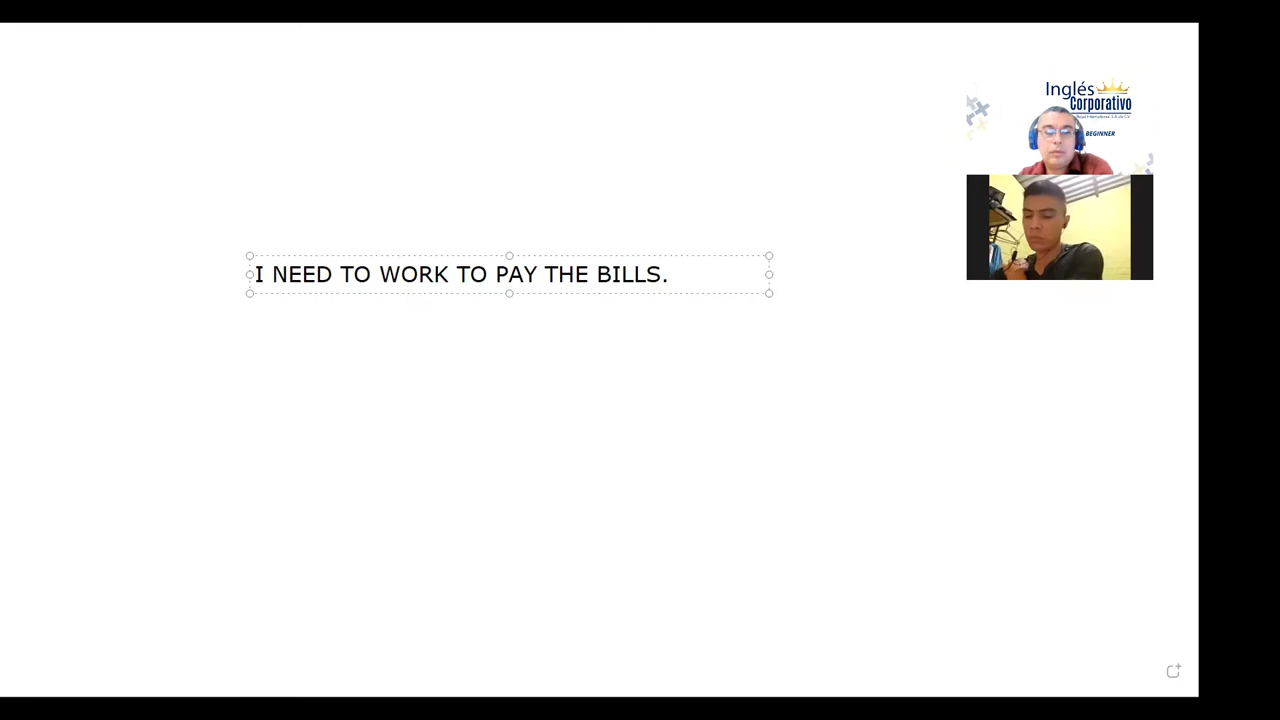 Inglés
Corporativo
BEGINNER
I NEED TO WORK TO PAY THE BILLS.